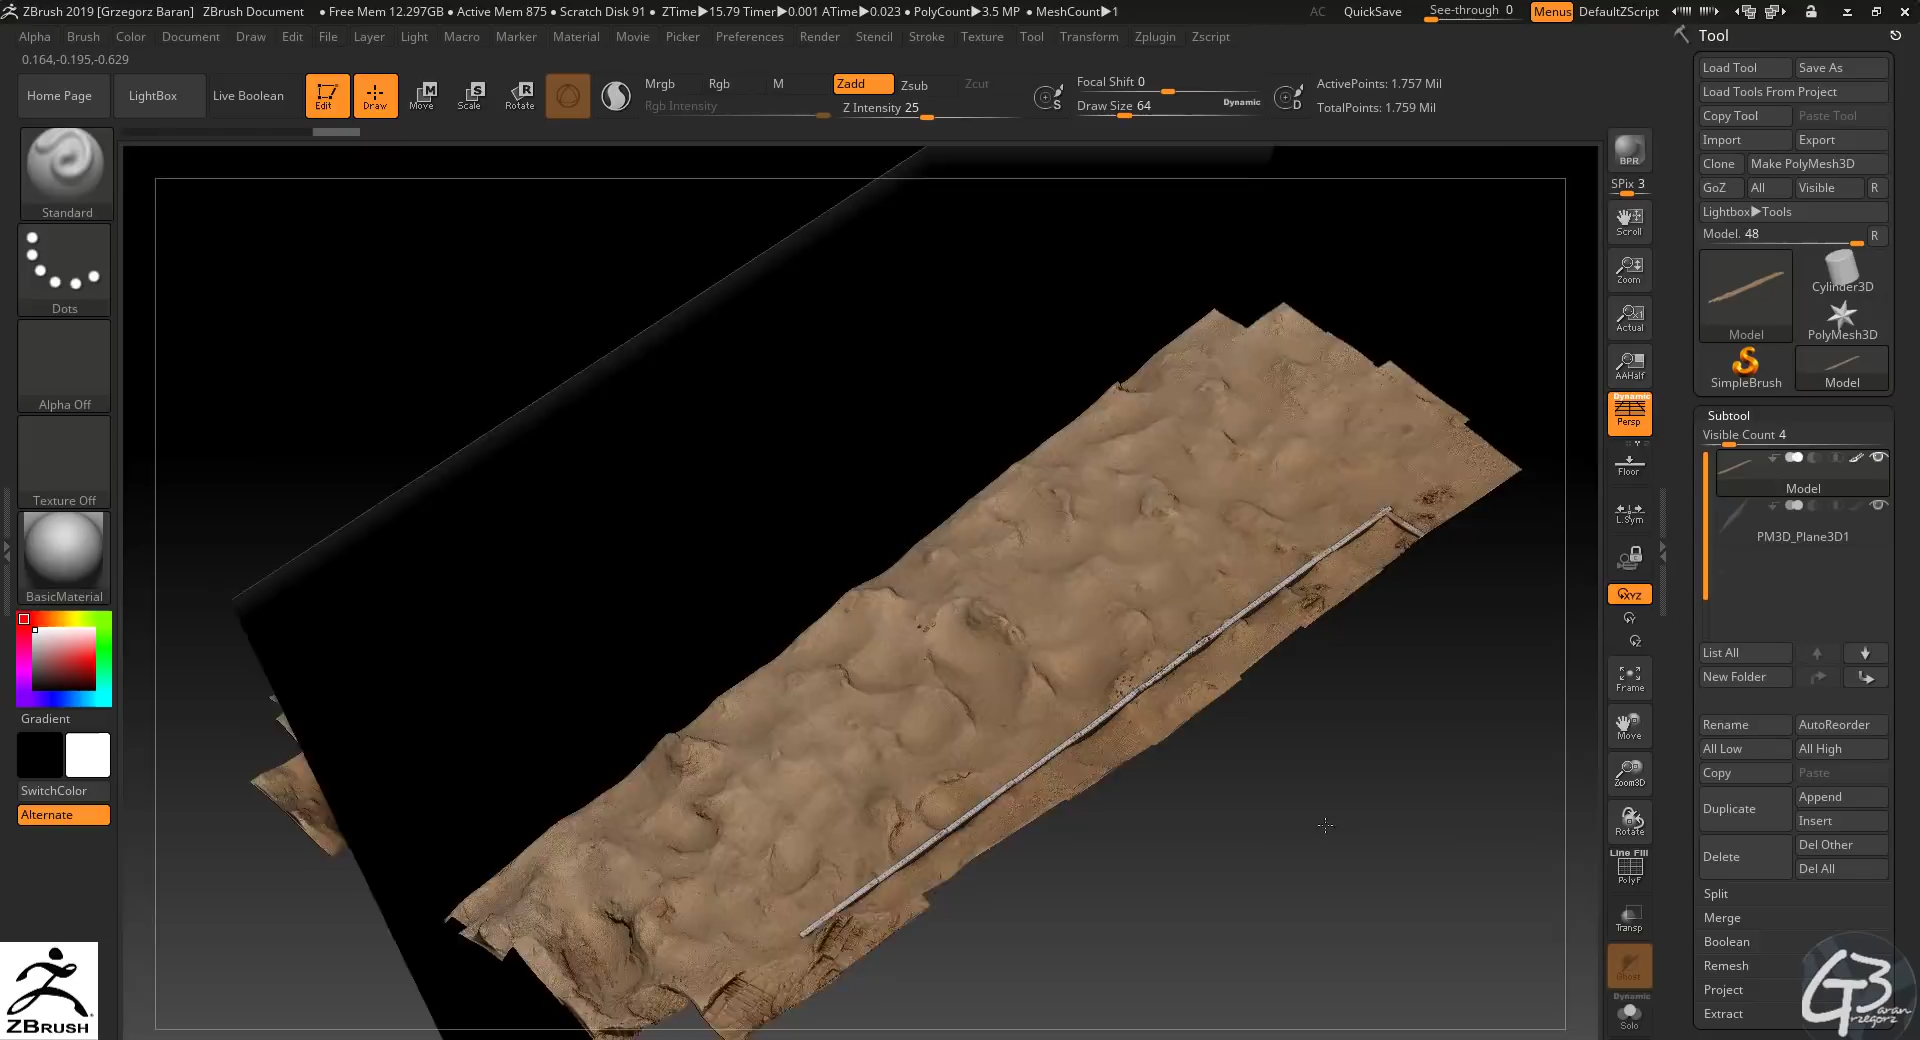 ZBrush 2019 [Grzegorz Baran] ZBrush Document • Free Mem 12.297GB • Active Mem 875 • Scratch Disk 91 • ZTime▶15.79 Timer▶0.001 ATime▶0.023 • PolyCount▶3.5 MP • MeshCount▶1 AC QuickSave See-through 0 Menus DefaultZScript
Alpha Brush Color Document Draw Edit File Layer Light Macro Marker Material Movie Picker Preferences Render Stencil Stroke Texture Tool Transform Zplugin Zscript
0.164,-0.195,-0.629
Home Page LightBox Live Boolean Edit Draw Move Scale Rotate
Mrgb Rgb M Zadd Zsub Zcut
Rgb Intensity Z Intensity 25
Focal Shift 0
Draw Size 64 Dynamic
ActivePoints: 1.757 Mil
TotalPoints: 1.759 Mil
Standard
Dots
Alpha Off
Texture Off
BasicMaterial
Gradient
SwitchColor
Alternate
ZBRUSH
BPR
SPix 3
Scroll
Zoom
Actual
AAHalf
Dynamic
Persp
Floor
L.Sym
XYZ
Frame
Move
Zoom3D
Rotate
Line Fill
PolyF
Transp
Ghost
Dynamic
Solo
Tool
Load Tool Save As
Load Tools From Project
Copy Tool Paste Tool
Import Export
Clone Make PolyMesh3D
GoZ All Visible R
Lightbox▶Tools
Model. 48 R
Model
Cylinder3D
PolyMesh3D
SimpleBrush
Model
Subtool
Visible Count 4
Model
PM3D_Plane3D1
List All
New Folder
Rename AutoReorder
All Low All High
Copy Paste
Duplicate Append
Insert
Delete Del Other
Del All
Split
Merge
Boolean
Remesh
Project
Extract